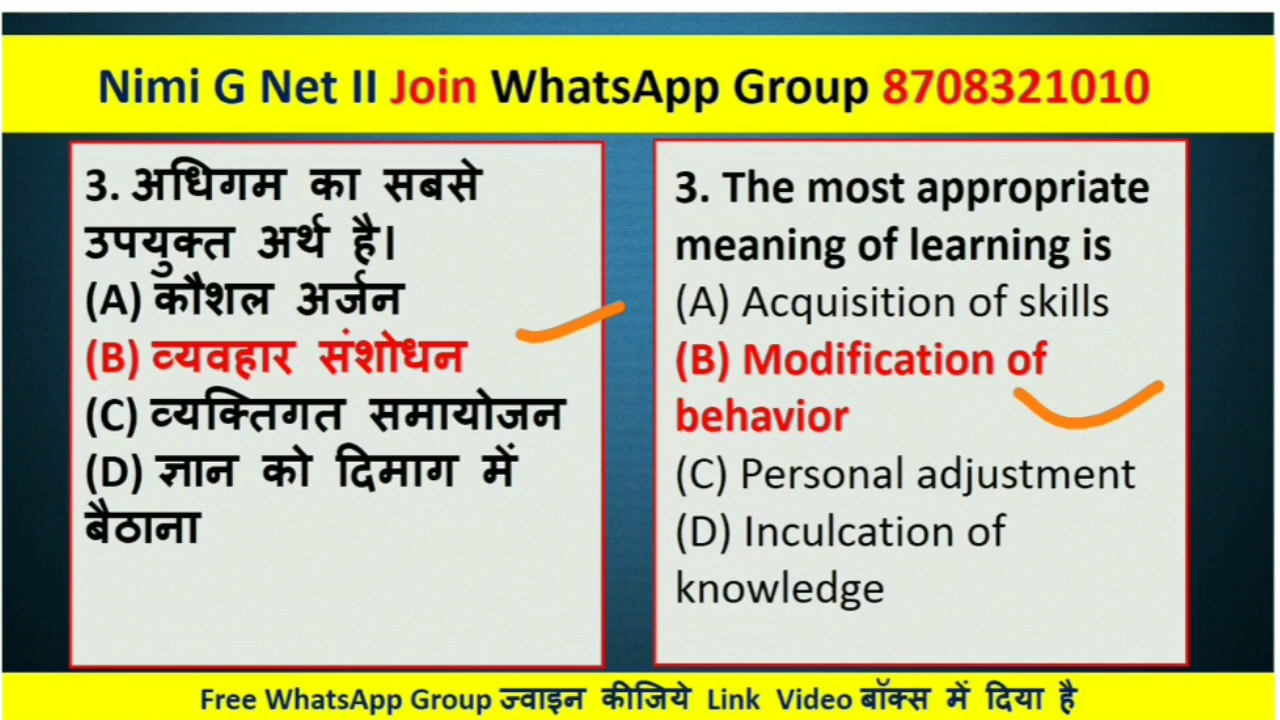 Nimi G Net II Join WhatsApp Group 8708321010
3. अधिगम का सबसे
उपयुक्त अर्थ है।
(A) कौशल अर्जन
(B) व्यवहार संशोधन
(C) व्यक्तिगत समायोजन
(D) ज्ञान को दिमाग में
बैठाना
3. The most appropriate
meaning of learning is
(A) Acquisition of skills
(B) Modification of
behavior
(C) Personal adjustment
(D) Inculcation of
knowledge
Free WhatsApp Group ज्वाइन कीजिये Link Video बॉक्स में दिया है